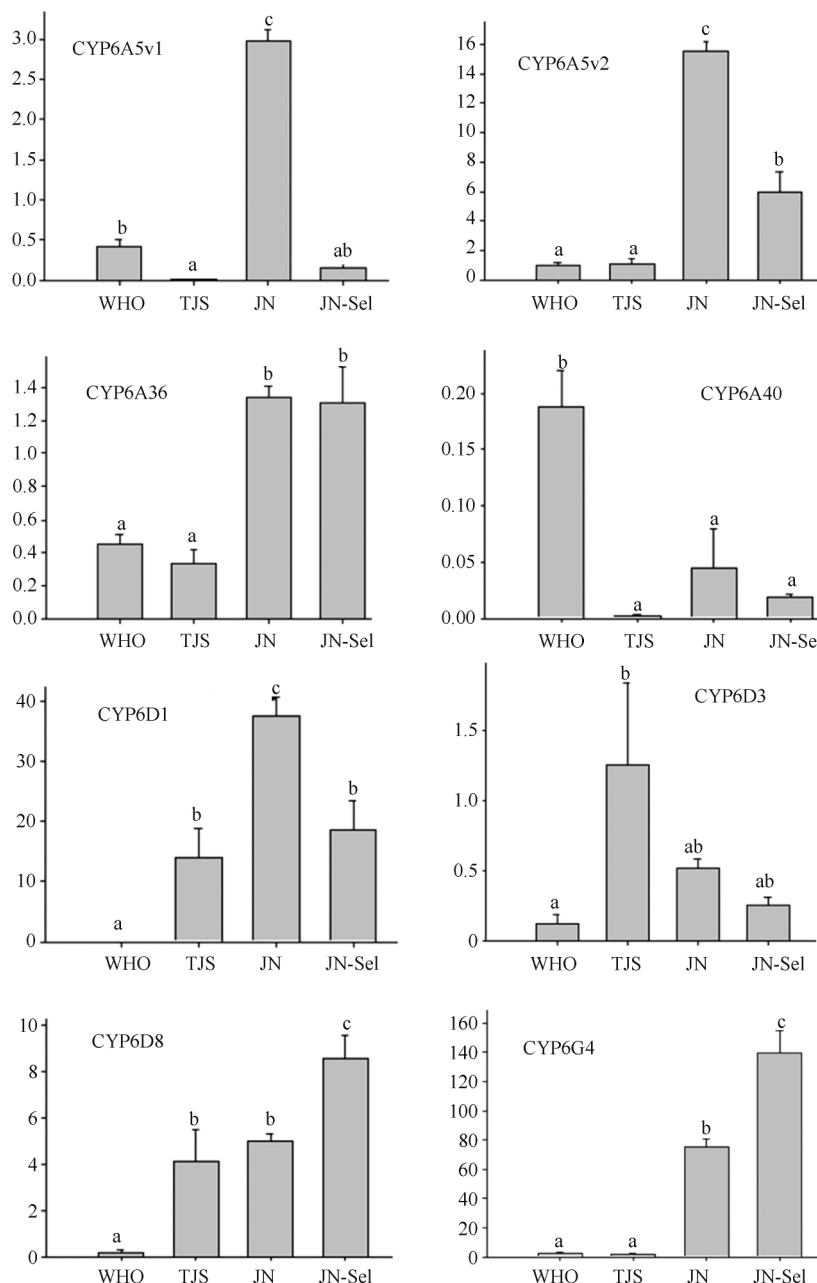 CYP6A5v1
3.0
2.5
2.0
1.5
1.0
0.5
0.0
b
a
c
ab
WHO TJS JN JN-Sel
CYP6A5v2
16
14
12
10
8
6
4
2
0
a
a
c
b
WHO TJS JN JN-Sel
CYP6A36
1.4
1.2
1.0
0.8
0.6
0.4
0.2
0.0
a
a
b
b
WHO TJS JN JN-Sel
CYP6A40
0.20
0.15
0.10
0.05
0.00
b
a
a
a
WHO TJS JN JN-Se
CYP6D1
40
30
20
10
0
a
b
c
b
WHO TJS JN JN-Sel
CYP6D3
1.5
1.0
0.5
0
a
b
ab
ab
WHO TJS JN JN-Sel
CYP6D8
10
8
6
4
2
0
a
b
b
c
WHO TJS JN JN-Sel
CYP6G4
160
140
120
100
80
60
40
20
0
a
a
b
c
WHO TJS JN JN-Sel